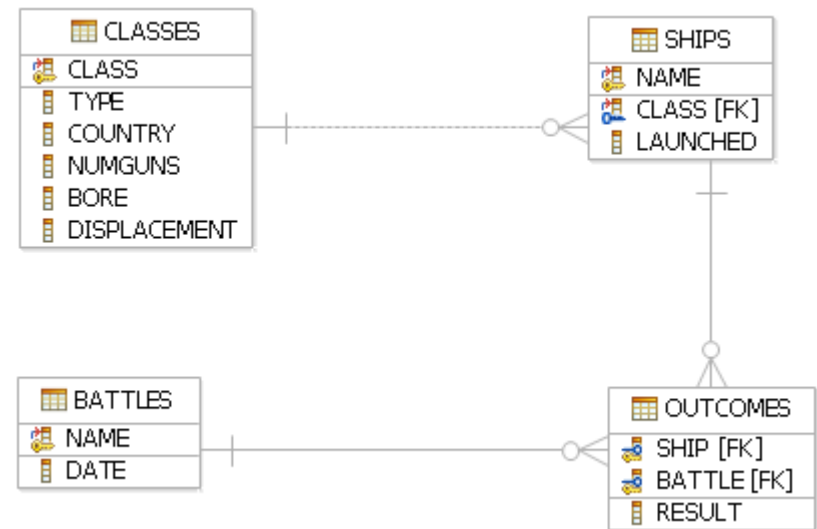 CLASSES
CLASS
TYPE
COUNTRY
NUMGUNS
BORE
DISPLACEMENT
SHIPS
NAME
CLASS [FK]
LAUNCHED
BATTLES
NAME
DATE
OUTCOMES
SHIP [FK]
BATTLE [FK]
RESULT